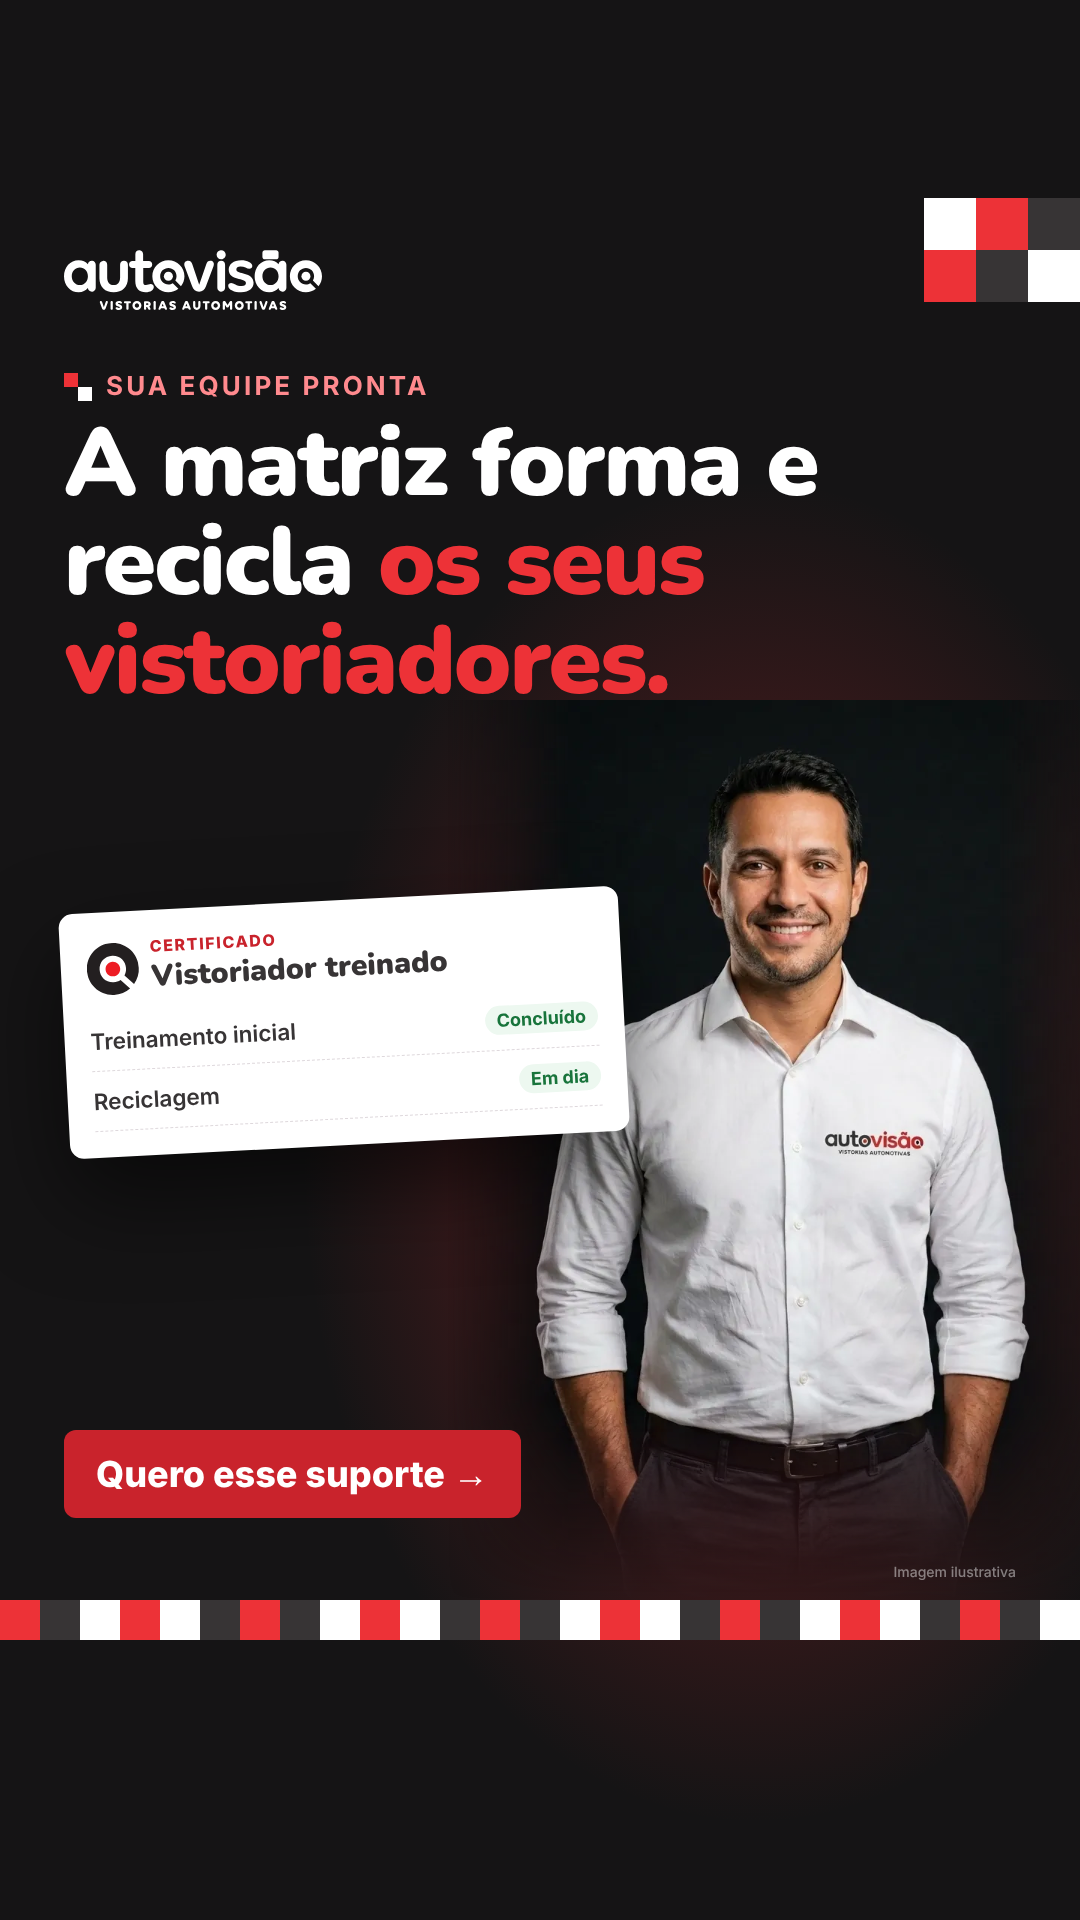 autovisão
VISTORIAS AUTOMOTIVAS
SUA EQUIPE PRONTA
A matriz forma e
recicla os seus
vistoriadores.
CERTIFICADO
Vistoriador treinado
Treinamento inicial Concluído
Reciclagem Em dia
autovisão
VISTORIAS AUTOMOTIVAS
Quero esse suporte →
Imagem ilustrativa